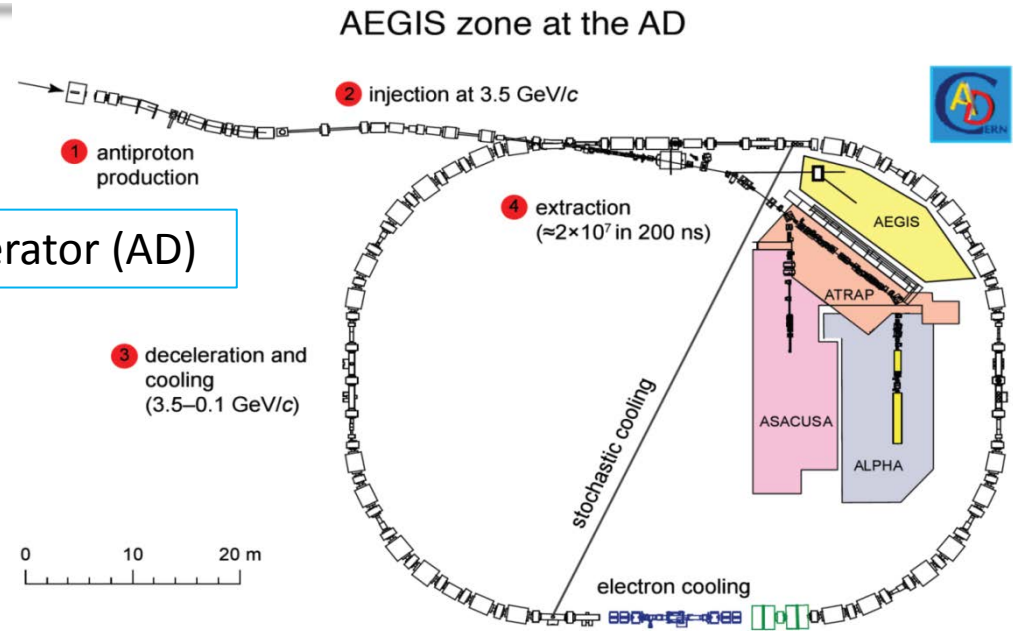 AEGIS zone at the AD
2 injection at 3.5 GeV/c
1 antiproton
production
4 extraction
(≈2×10⁷ in 200 ns)
erator (AD)
3 deceleration and
cooling
(3.5–0.1 GeV/c)
AEGIS
ATRAP
ASACUSA
ALPHA
stochastic cooling
electron cooling
0 10 20 m
CAD
ERN